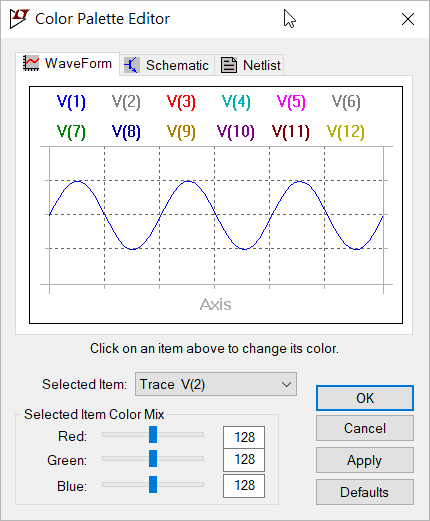 Color Palette Editor
WaveForm Schematic Netlist
V(1) V(2) V(3) V(4) V(5) V(6)
V(7) V(8) V(9) V(10) V(11) V(12)
Axis
Click on an item above to change its color.
Selected Item: Trace V(2)
OK
Selected Item Color Mix
Cancel
Red: 128
Green: 128
Apply
Blue: 128
Defaults